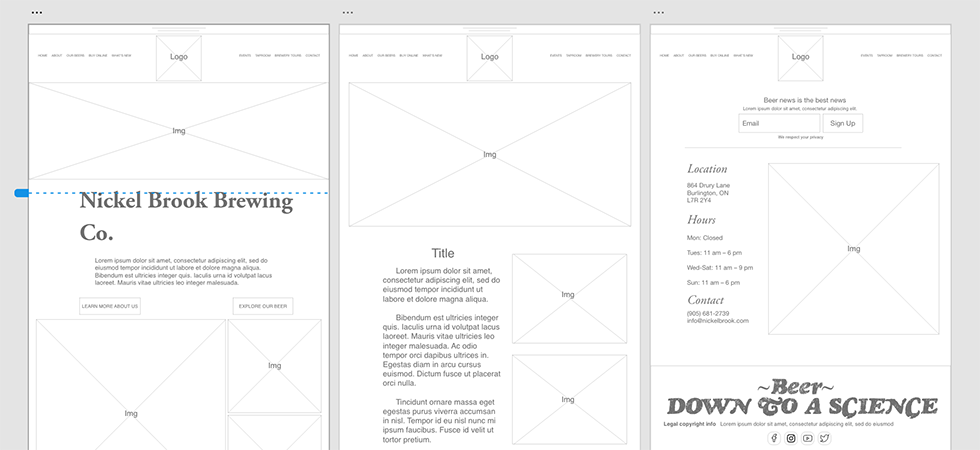 HOME ABOUT OUR BEERS BUY ONLINE WHAT'S NEW
Logo
EVENTS TAPROOM BREWERY TOURS CONTACT
Img
Nickel Brook Brewing
Co.
Lorem ipsum dolor sit amet, consectetur adipiscing elit, sed do
eiusmod tempor incididunt ut labore et dolore magna aliqua.
Bibendum est ultricies integer quis. Iaculis urna id volutpat lacus
laoreet. Mauris vitae ultricies leo integer malesuada.
LEARN MORE ABOUT US
EXPLORE OUR BEER
Img
Img
HOME ABOUT OUR BEERS BUY ONLINE WHAT'S NEW
Logo
EVENTS TAPROOM BREWERY TOURS CONTACT
Img
Title
Lorem ipsum dolor sit amet,
consectetur adipiscing elit, sed do
eiusmod tempor incididunt ut
labore et dolore magna aliqua.
Bibendum est ultricies integer
quis. Iaculis urna id volutpat lacus
laoreet. Mauris vitae ultricies leo
integer malesuada. Ac odio
tempor orci dapibus ultrices in.
Egestas diam in arcu cursus
euismod. Dictum fusce ut placerat
orci nulla.
Tincidunt ornare massa eget
egestas purus viverra accumsan
in nisl. Tempor id eu nisl nunc mi
ipsum faucibus. Fusce id velit ut
tortor pretium.
Img
Img
HOME ABOUT OUR BEERS BUY ONLINE WHAT'S NEW
Logo
EVENTS TAPROOM BREWERY TOURS CONTACT
Beer news is the best news
Lorem ipsum dolor sit amet, consectetur adipiscing elit.
Email
Sign Up
We respect your privacy
Location
864 Drury Lane
Burlington, ON
L7R 2Y4
Hours
Mon: Closed
Tues: 11 am – 6 pm
Wed-Sat: 11 am – 9 pm
Sun: 11 am – 6 pm
Contact
(905) 681-2739
info@nickelbrook.com
Img
~Beer~
DOWN TO A SCIENCE
Legal copyright info Lorem ipsum dolor sit amet, consectetur adipiscing elit, sed do eiusmod